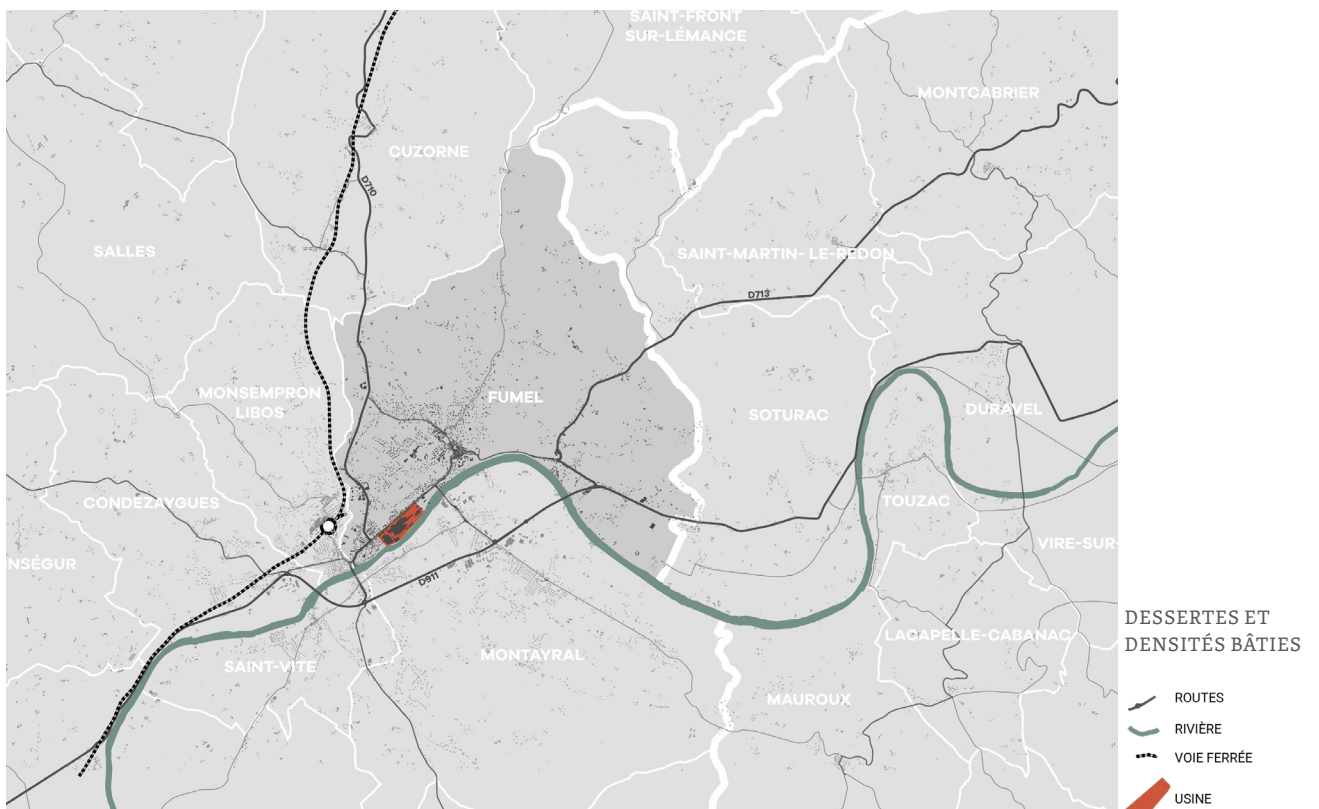 SAINT-FRONT
SUR-LÉMANCE
MONTCABRIER
CUZORNE
D710
SALLES
SAINT-MARTIN- LE-REDON
D713
MONSEMPRON
LIBOS
FUMEL
SOTURAC
DURAVEL
CONDÉZAYGUES
TOUZAC
VIRE-SUR-
NSÉGUR
D911
LACAPELLE-CABANAC
SAINT-VITE
MONTAYRAL
MAUROUX
DESSERTES ET
DENSITÉS BÂTIES
ROUTES
RIVIÈRE
VOIE FERRÉE
USINE